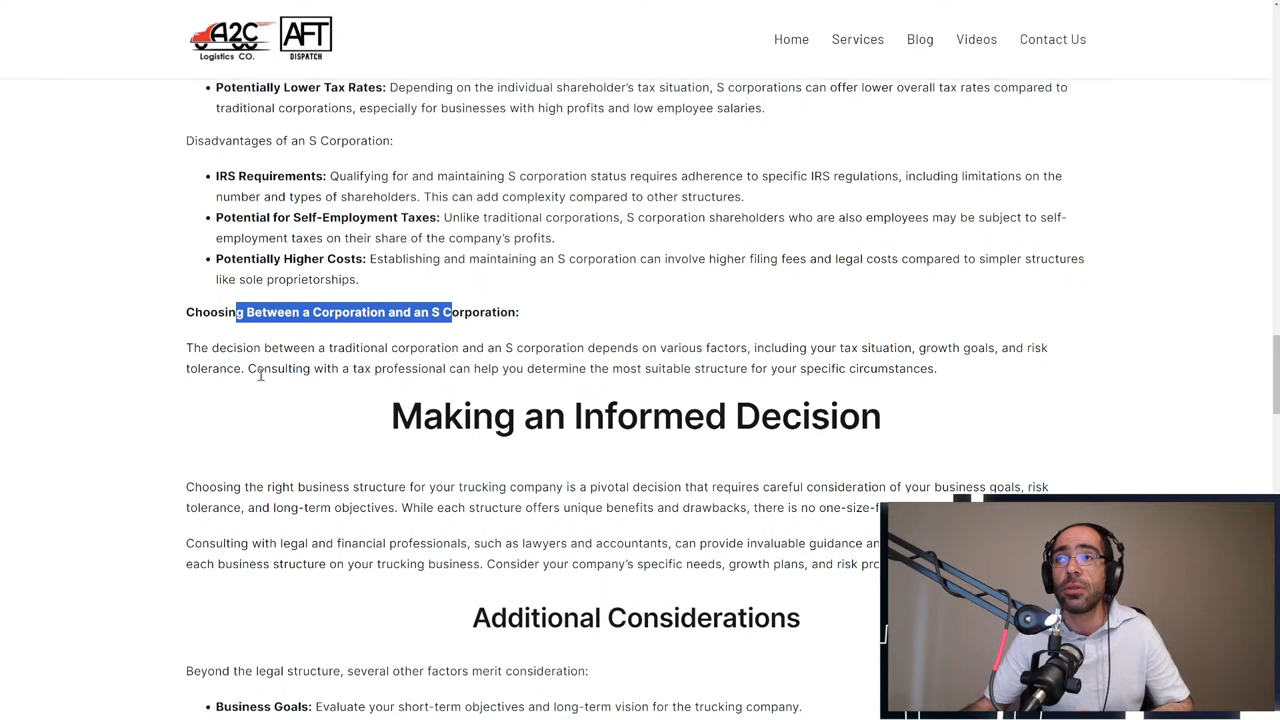 A2C
Logistics CO.
AFT
DISPATCH
Home Services Blog Videos Contact Us
• Potentially Lower Tax Rates: Depending on the individual shareholder's tax situation, S corporations can offer lower overall tax rates compared to
traditional corporations, especially for businesses with high profits and low employee salaries.
Disadvantages of an S Corporation:
• IRS Requirements: Qualifying for and maintaining S corporation status requires adherence to specific IRS regulations, including limitations on the
number and types of shareholders. This can add complexity compared to other structures.
• Potential for Self-Employment Taxes: Unlike traditional corporations, S corporation shareholders who are also employees may be subject to self-
employment taxes on their share of the company's profits.
• Potentially Higher Costs: Establishing and maintaining an S corporation can involve higher filing fees and legal costs compared to simpler structures
like sole proprietorships.
Choosing Between a Corporation and an S Corporation:
The decision between a traditional corporation and an S corporation depends on various factors, including your tax situation, growth goals, and risk
tolerance. Consulting with a tax professional can help you determine the most suitable structure for your specific circumstances.
Making an Informed Decision
Choosing the right business structure for your trucking company is a pivotal decision that requires careful consideration of your business goals, risk
tolerance, and long-term objectives. While each structure offers unique benefits and drawbacks, there is no one-size-f
Consulting with legal and financial professionals, such as lawyers and accountants, can provide invaluable guidance an
each business structure on your trucking business. Consider your company's specific needs, growth plans, and risk pr
Additional Considerations
Beyond the legal structure, several other factors merit consideration:
• Business Goals: Evaluate your short-term objectives and long-term vision for the trucking company.